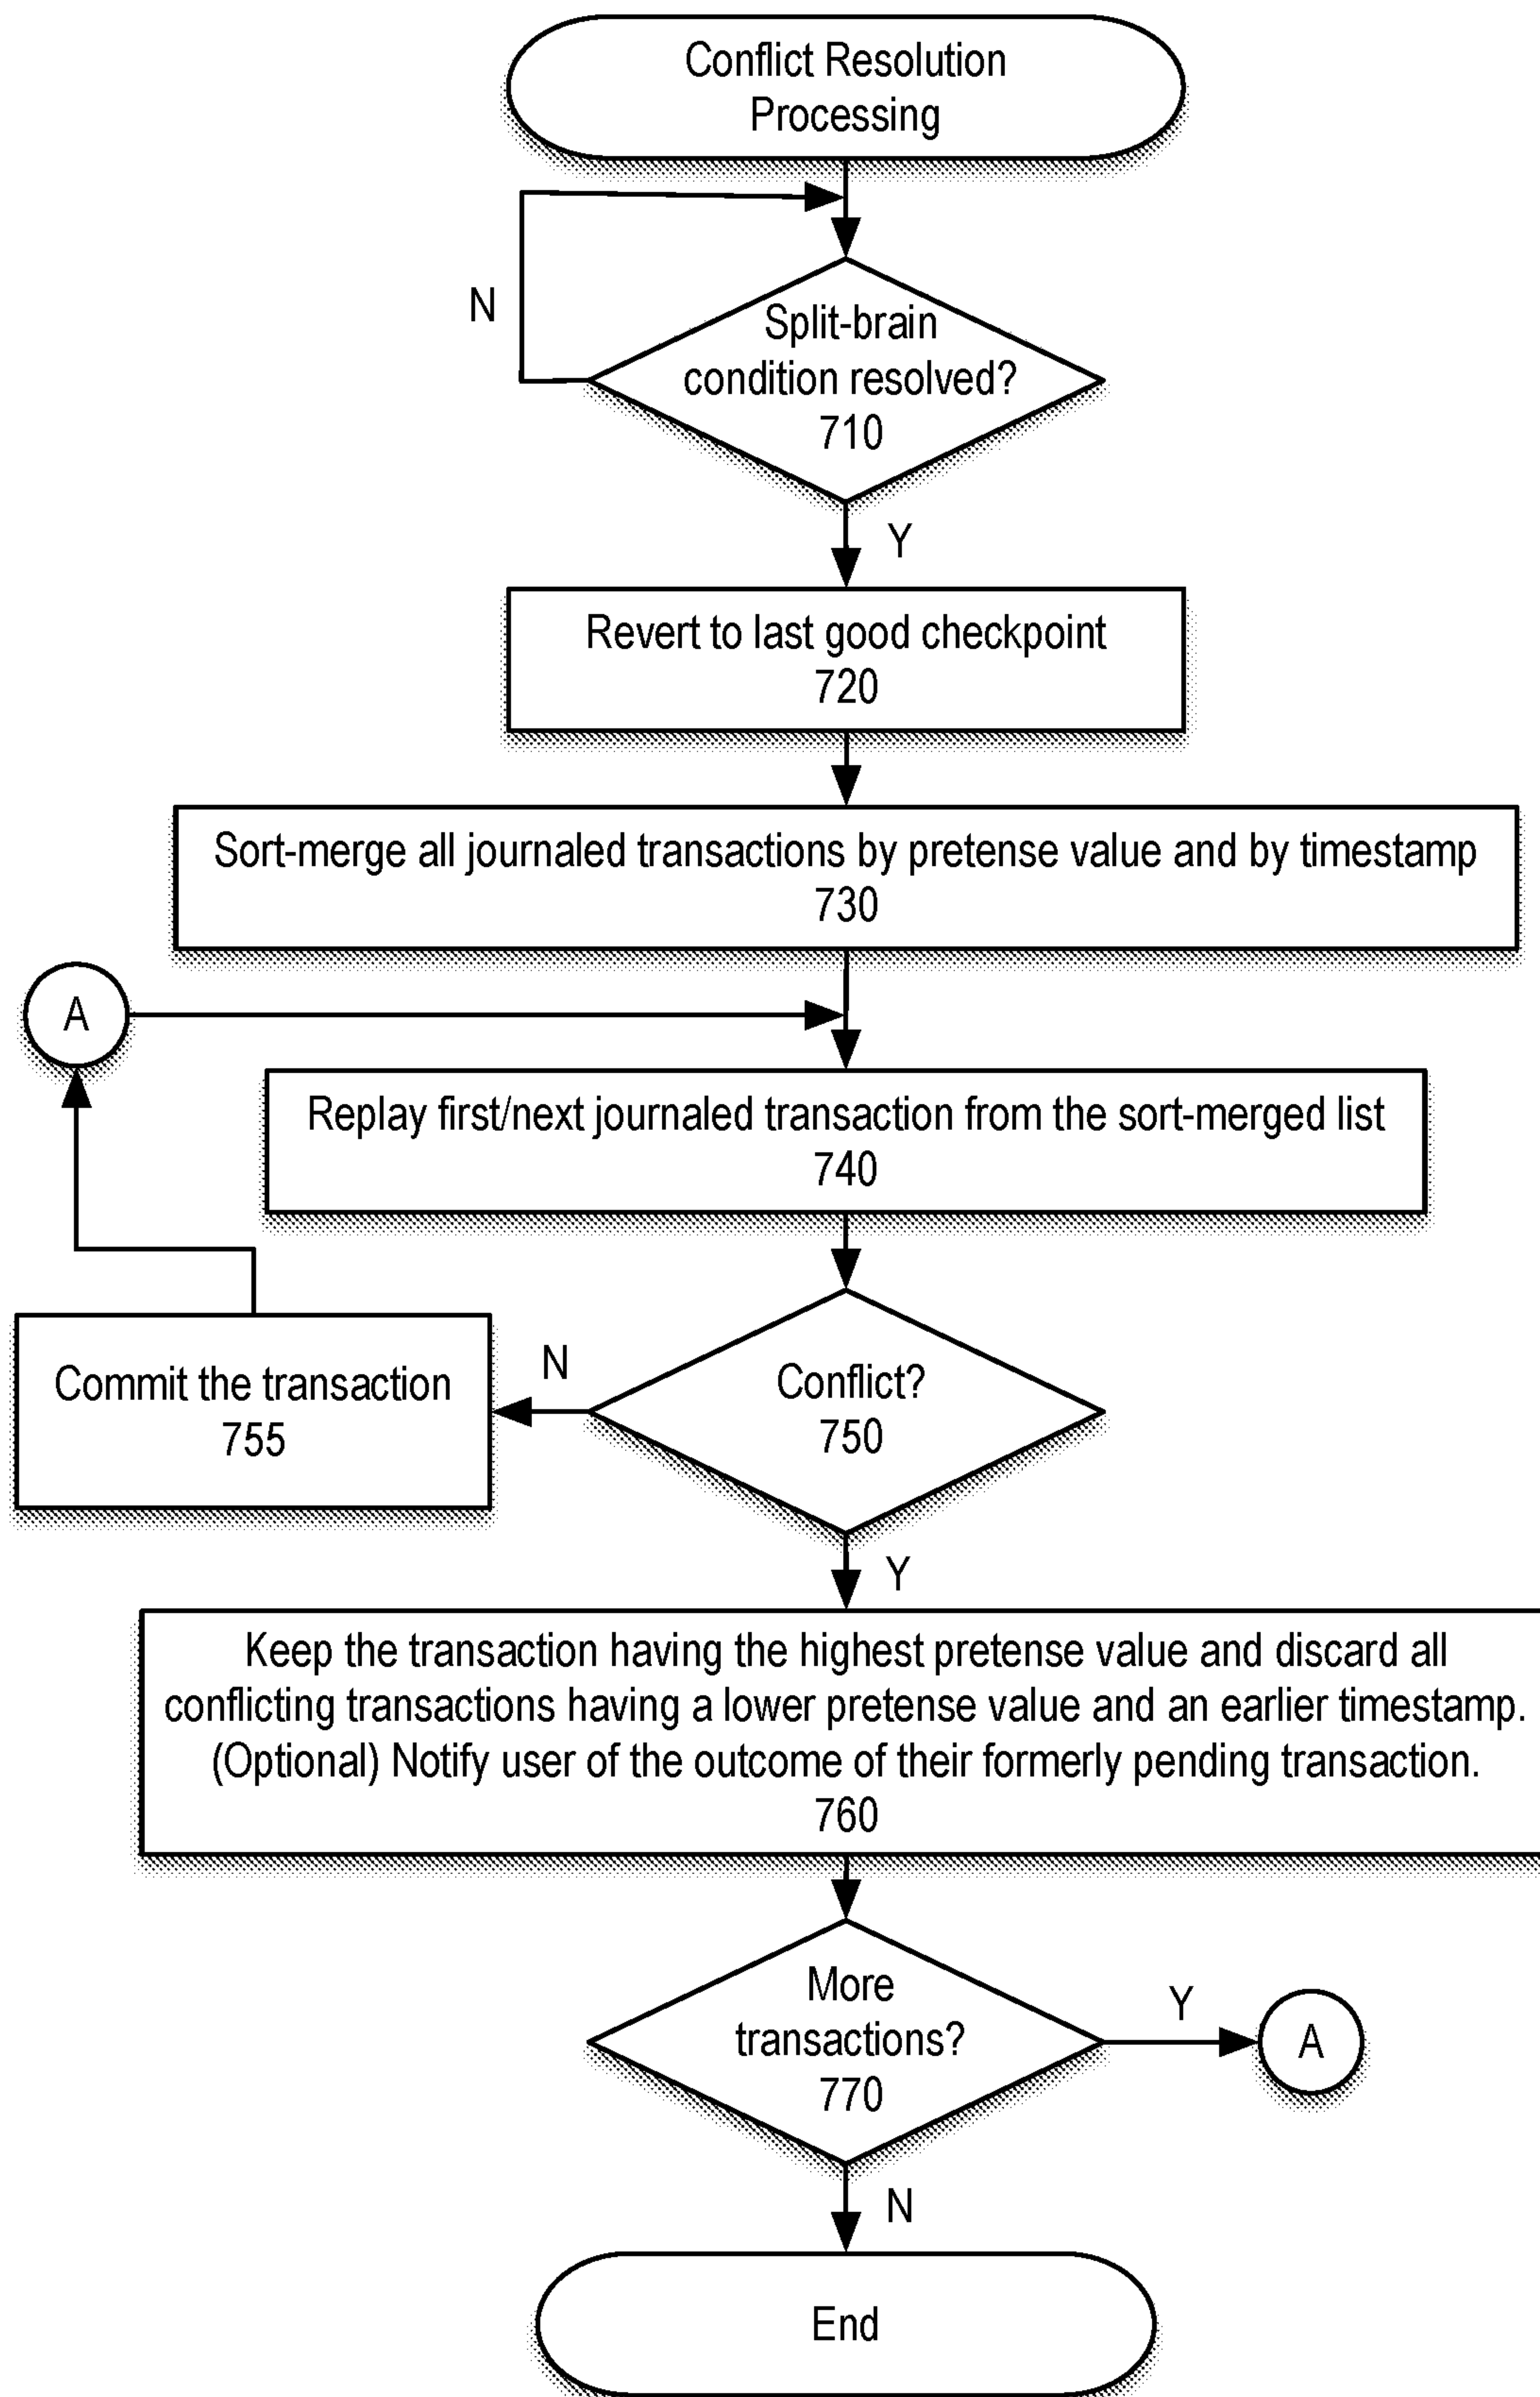 Conflict Resolution
Processing
N
Split-brain
condition resolved?
710
Y
Revert to last good checkpoint
720
Sort-merge all journaled transactions by pretense value and by timestamp
730
A
Replay first/next journaled transaction from the sort-merged list
740
Commit the transaction
755
N
Conflict?
750
Y
Keep the transaction having the highest pretense value and discard all
conflicting transactions having a lower pretense value and an earlier timestamp.
(Optional) Notify user of the outcome of their formerly pending transaction.
760
More
transactions?
770
Y
A
N
End